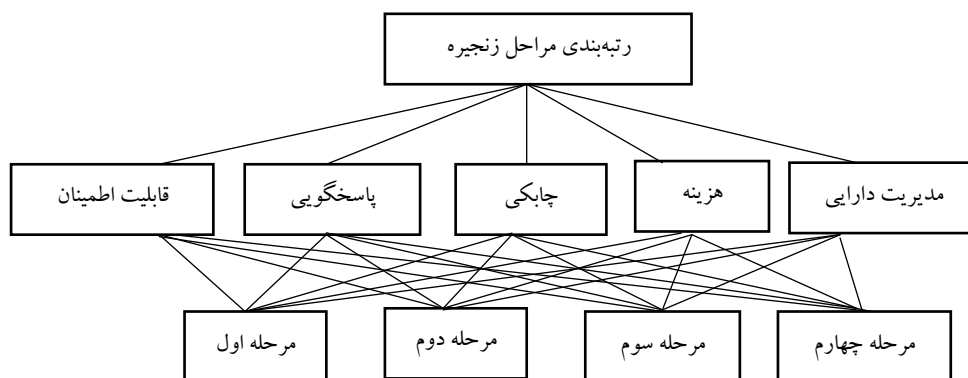 رتبه‌بندی مراحل زنجیره
مدیریت دارایی
هزینه
چابکی
پاسخگویی
قابلیت اطمینان
مرحله چهارم
مرحله سوم
مرحله دوم
مرحله اول